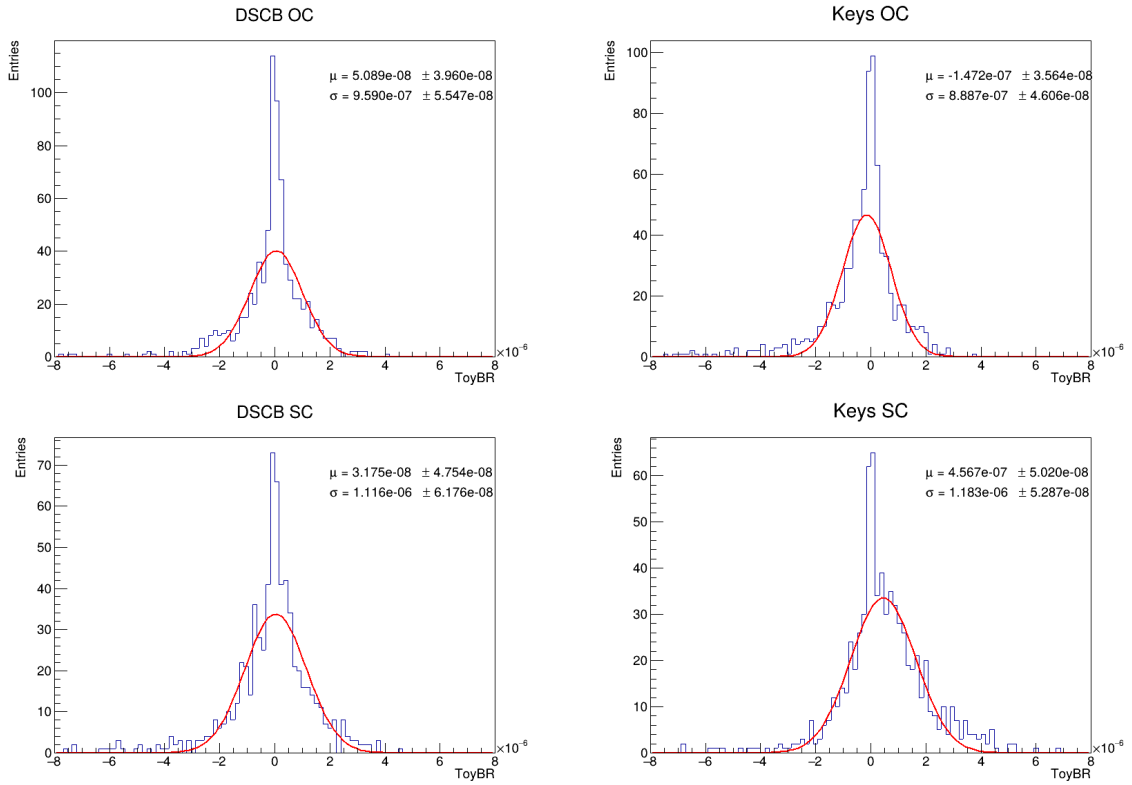 DSCB OC
Entries
μ = 5.089e-08 ± 3.960e-08
σ = 9.590e-07 ± 5.547e-08
100
80
60
40
20
0
−8 −6 −4 −2 0 2 4 6 8
×10⁻⁶
ToyBR
Keys OC
Entries
μ = -1.472e-07 ± 3.564e-08
σ = 8.887e-07 ± 4.606e-08
100
80
60
40
20
0
−8 −6 −4 −2 0 2 4 6 8
×10⁻⁶
ToyBR
DSCB SC
Entries
μ = 3.175e-08 ± 4.754e-08
σ = 1.116e-06 ± 6.176e-08
70
60
50
40
30
20
10
0
−8 −6 −4 −2 0 2 4 6 8
×10⁻⁶
ToyBR
Keys SC
Entries
μ = 4.567e-07 ± 5.020e-08
σ = 1.183e-06 ± 5.287e-08
60
50
40
30
20
10
0
−8 −6 −4 −2 0 2 4 6 8
×10⁻⁶
ToyBR